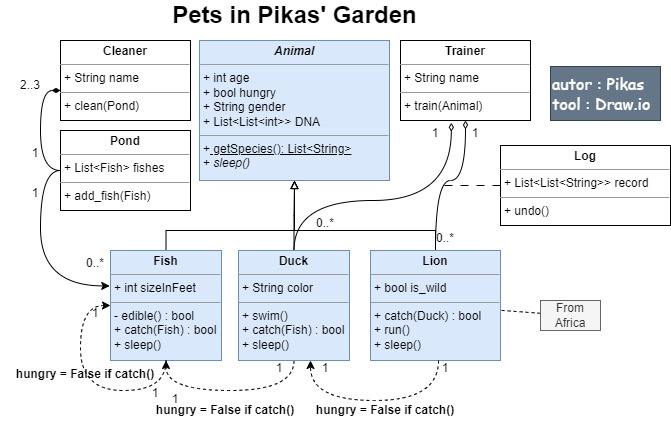 Pets in Pikas' Garden
Cleaner
+ String name
+ clean(Pond)
2..3
1
Pond
+ List<Fish> fishes
+ add_fish(Fish)
1
0..*
Animal
+ int age
+ bool hungry
+ String gender
+ List<List<int>> DNA
+ getSpecies(): List<String>
+ sleep()
Trainer
+ String name
+ train(Animal)
1
1
autor : Pikas
tool : Draw.io
Log
+ List<List<String>> record
+ undo()
0..*
0..*
Fish
+ int sizeInFeet
- edible() : bool
+ catch(Fish) : bool
+ sleep()
1
Duck
+ String color
+ swim()
+ catch(Fish) : bool
+ sleep()
Lion
+ bool is_wild
+ catch(Duck) : bool
+ run()
+ sleep()
From
Africa
1
1
1
hungry = False if catch()
1
1
hungry = False if catch()
hungry = False if catch()